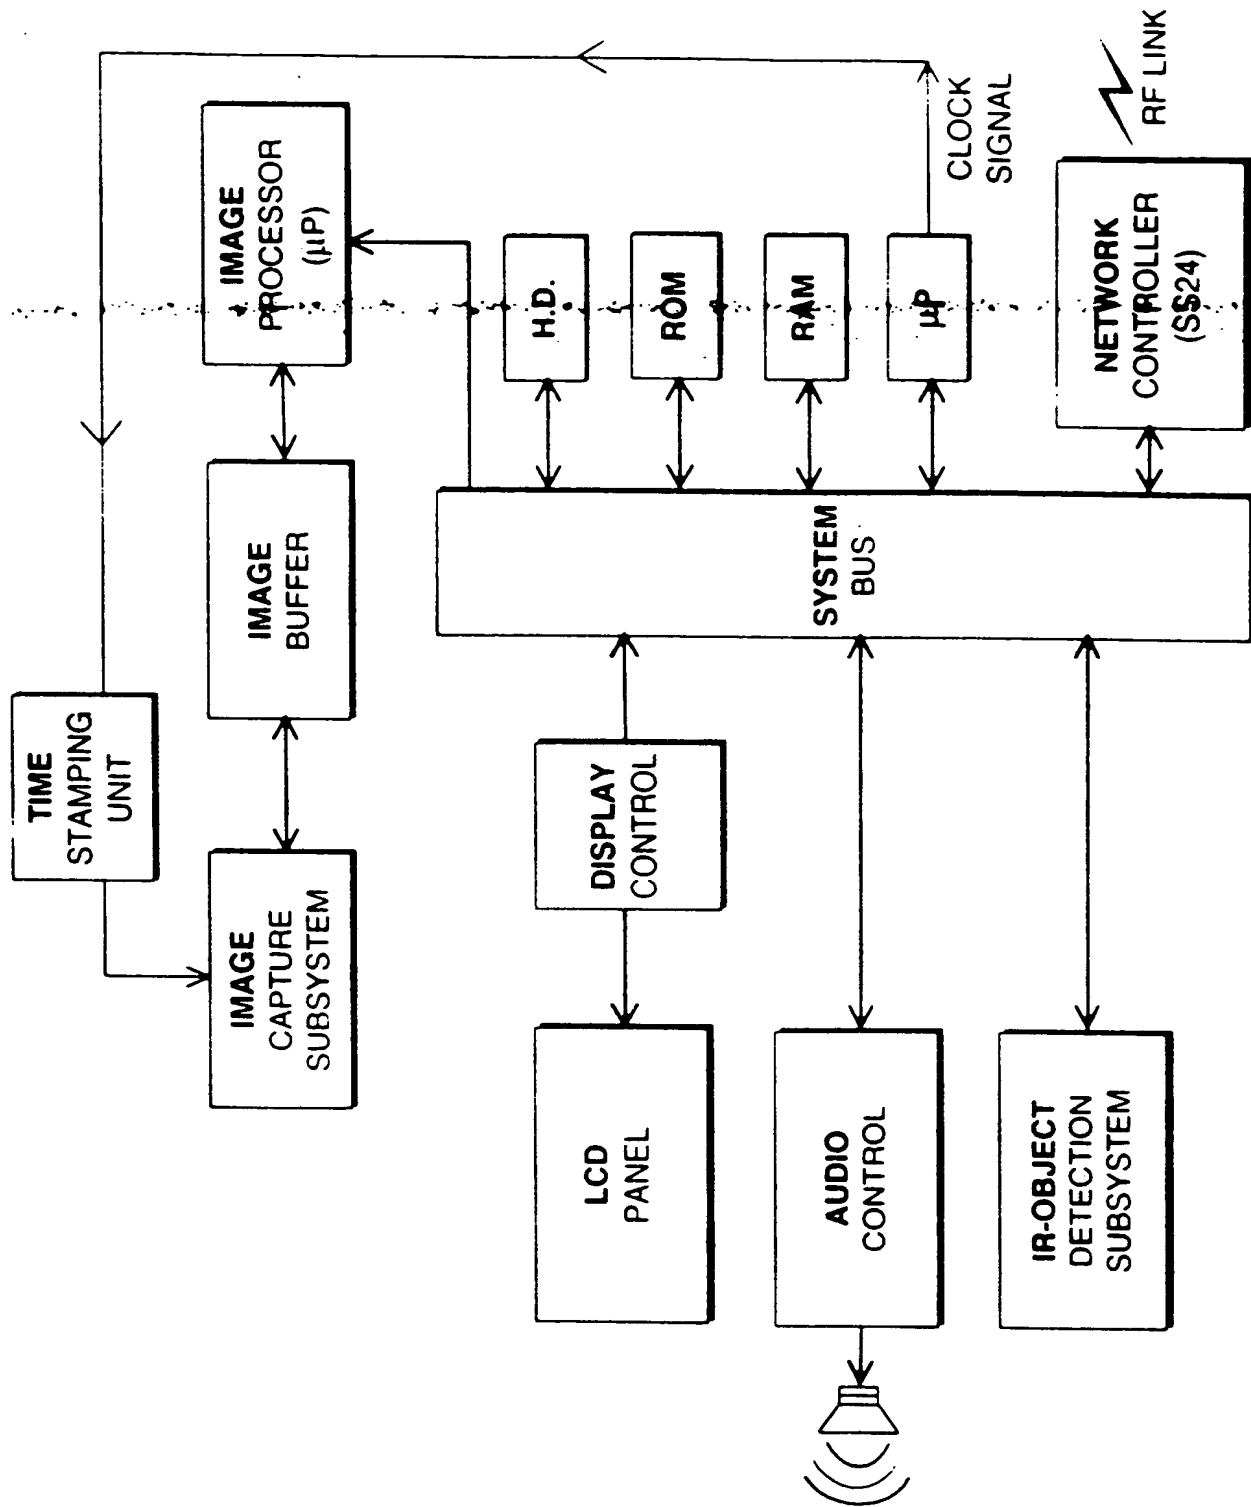 TIME
STAMPING
UNIT
IMAGE
CAPTURE
SUBSYSTEM
IMAGE
BUFFER
IMAGE
PROCESSOR
(µP)
LCD
PANEL
DISPLAY
CONTROL
H.D.
ROM
RAM
µP
CLOCK
SIGNAL
SYSTEM
BUS
AUDIO
CONTROL
IR-OBJECT
DETECTION
SUBSYSTEM
NETWORK
CONTROLLER
(SS24)
RF LINK